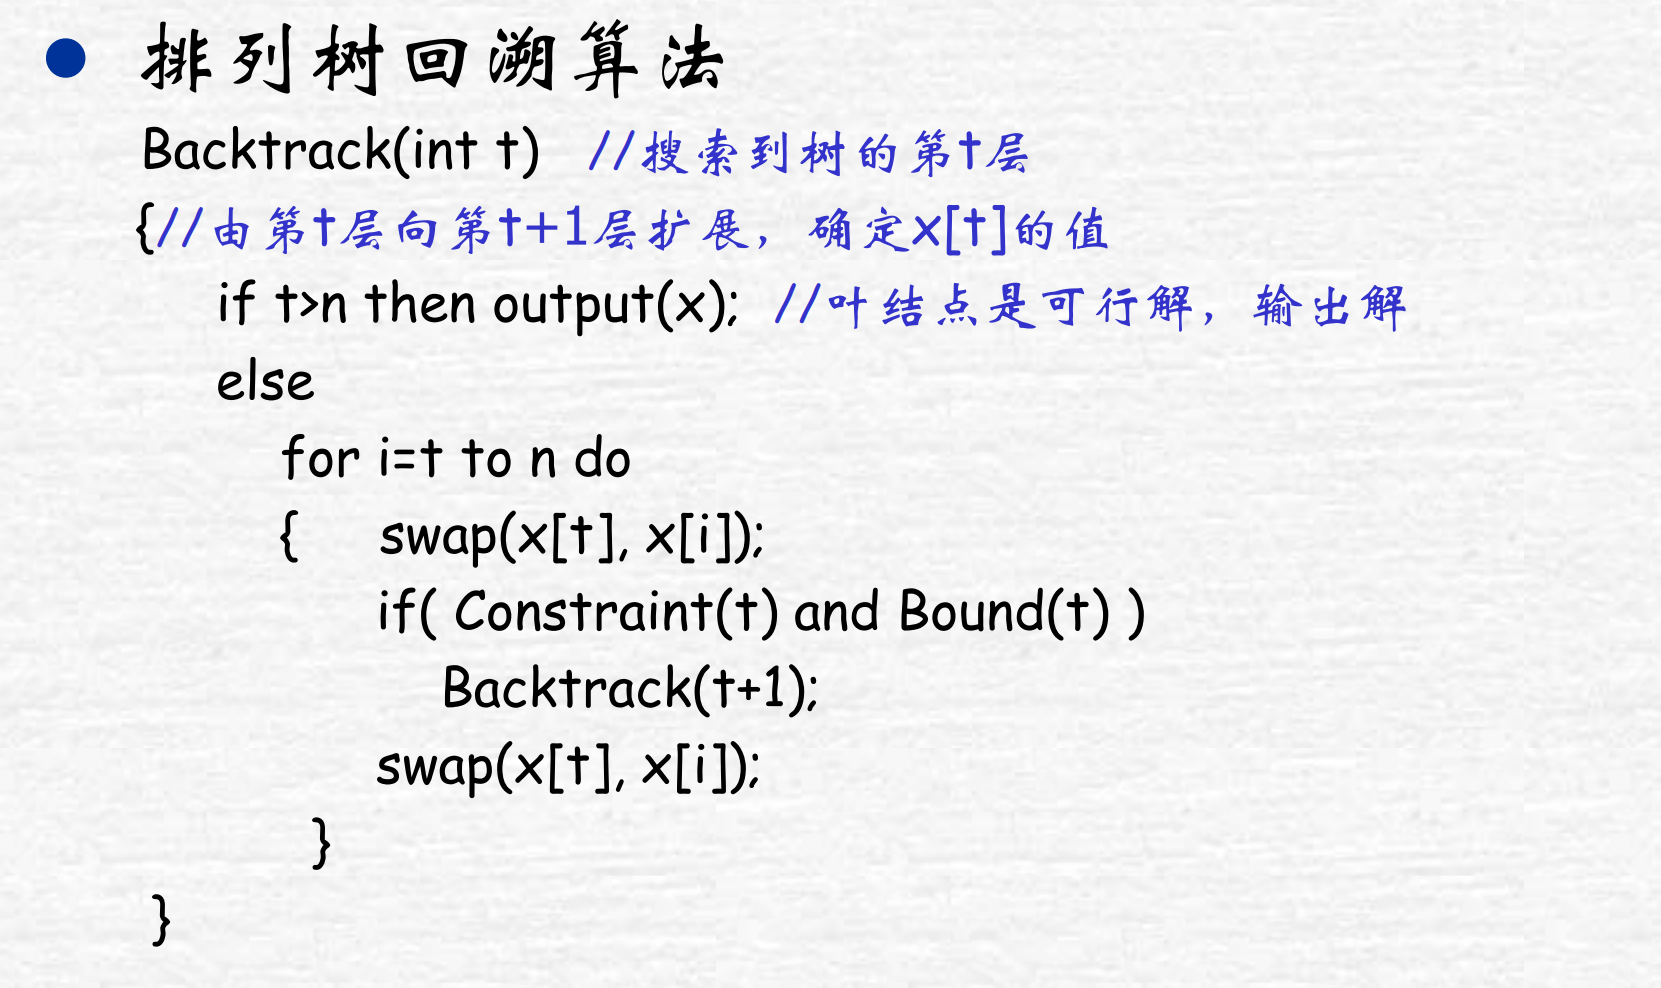 排列树回溯算法
Backtrack(int t) //搜索到树的第t层
{//由第t层向第t+1层扩展，确定x[t]的值
if t>n then output(x); //叶结点是可行解，输出解
else
for i=t to n do
{ swap(x[t], x[i]);
if( Constraint(t) and Bound(t) )
Backtrack(t+1);
swap(x[t], x[i]);
}
}